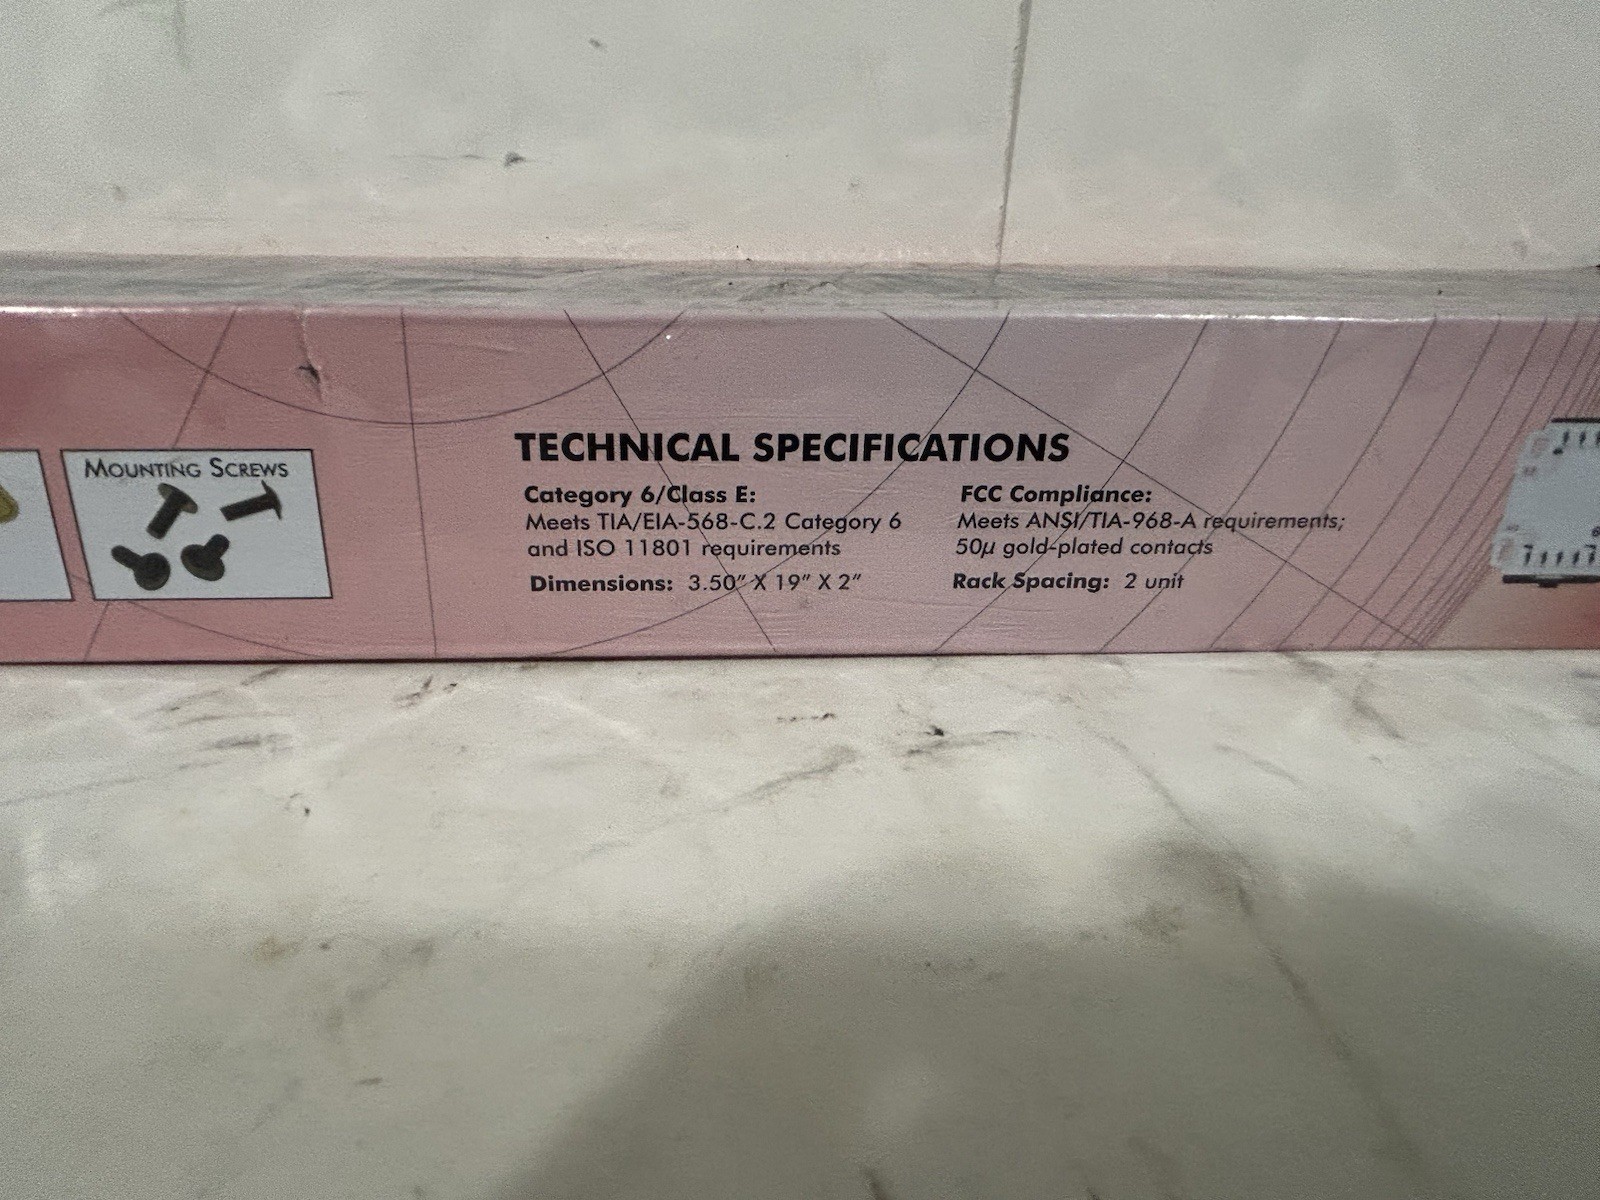 MOUNTING SCREWS
TECHNICAL SPECIFICATIONS
Category 6/Class E:
Meets TIA/EIA-568-C.2 Category 6
and ISO 11801 requirements
Dimensions: 3.50” X 19” X 2”
FCC Compliance:
Meets ANSI/TIA-968-A requirements;
50µ gold-plated contacts
Rack Spacing: 2 unit